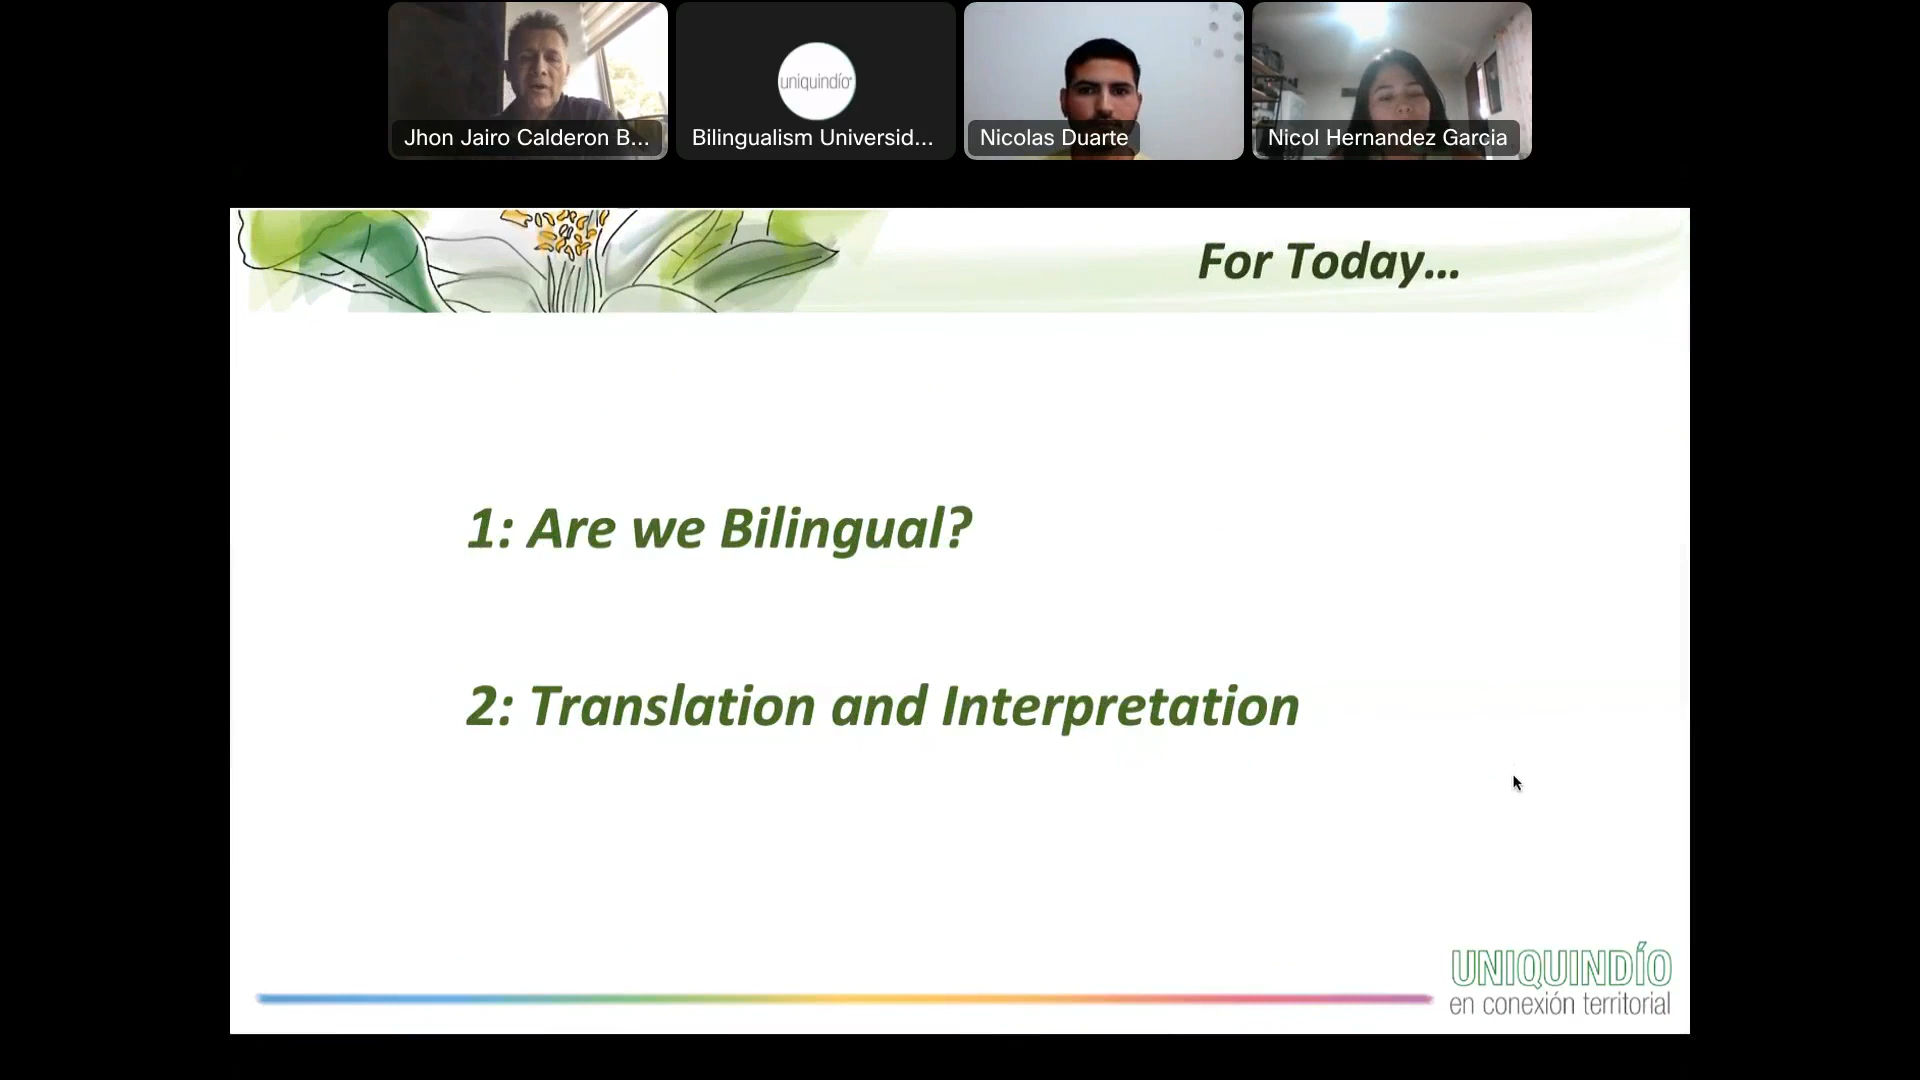 Jhon Jairo Calderon B...
uniquindío
Bilingualism Universid...
Nicolas Duarte
Nicol Hernandez Garcia
For Today...
1: Are we Bilingual?
2: Translation and Interpretation
UNIQUINDÍO
en conexión territorial